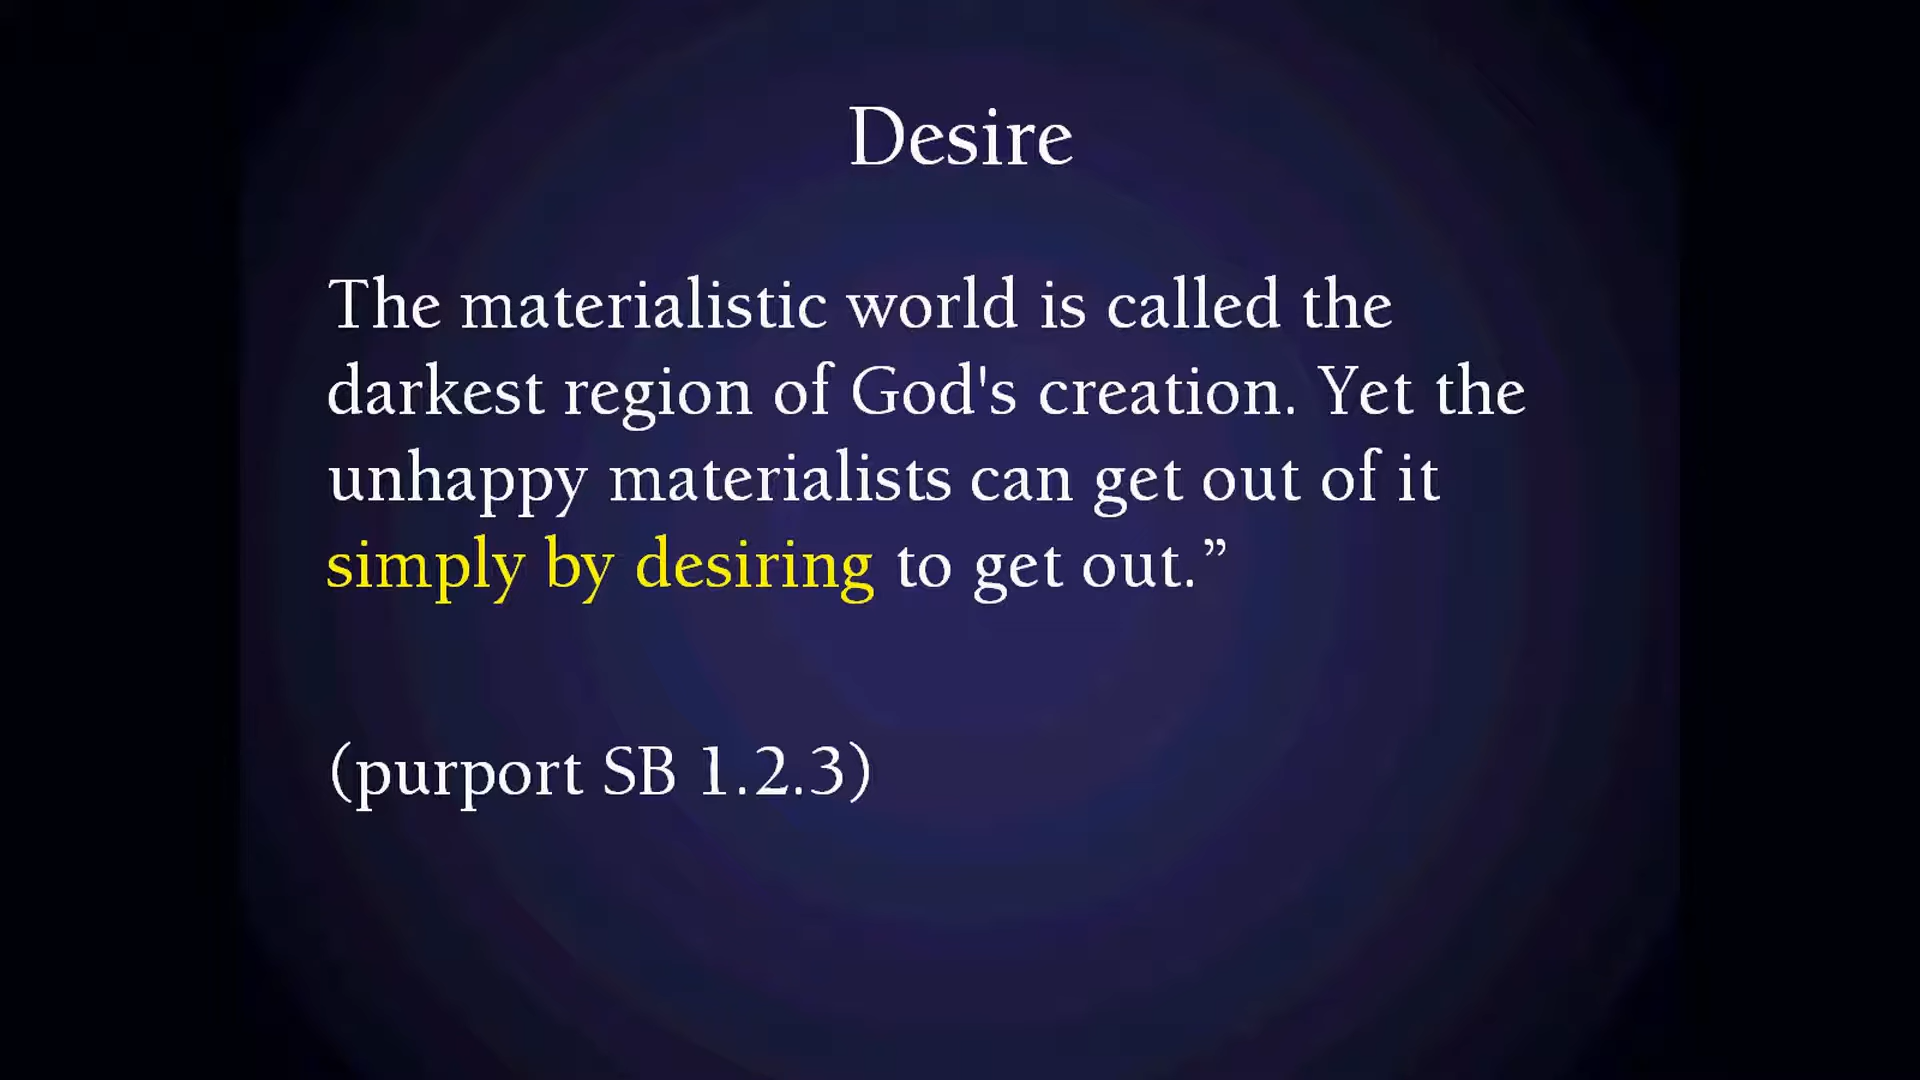 Desire
The materialistic world is called the
darkest region of God's creation. Yet the
unhappy materialists can get out of it
simply by desiring to get out.”
(purport SB 1.2.3)